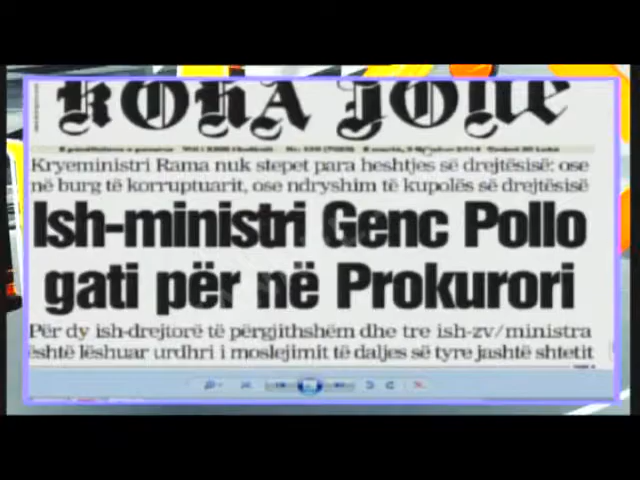 KOHA JONË
Kryeministri Rama nuk stepet para heshtjes së drejtësisë: ose
në burg të korruptuarit, ose ndryshim të kupolës së drejtësisë
Ish-ministri Genc Pollo
gati për në Prokurori
Për dy ish-drejtorë të përgjithshëm dhe tre ish-zv/ministra
është lëshuar urdhri i moslejimit të daljes së tyre jashtë shtetit